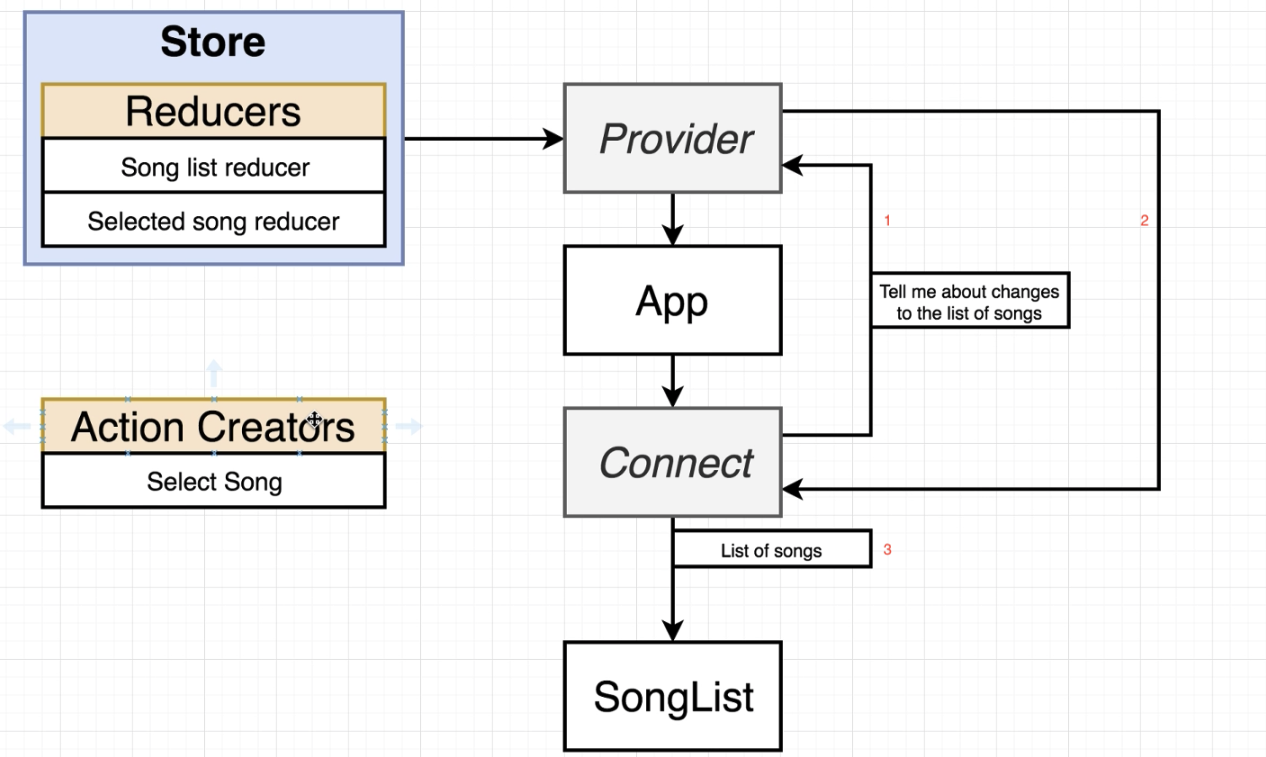 Store
Reducers
Song list reducer
Selected song reducer
Action Creators
Select Song
Provider
App
Connect
1
2
Tell me about changes
to the list of songs
List of songs
3
SongList